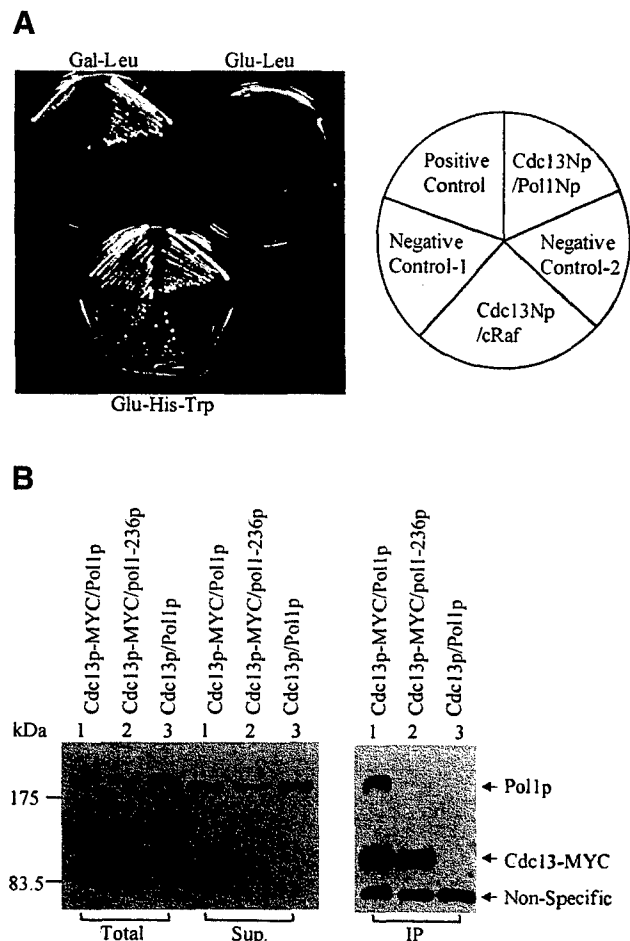 A
Gal-Leu Glu-Leu
Glu-His-Trp
Positive
Control
Cdc13Np
/Pol1Np
Negative
Control-1
Negative
Control-2
Cdc13Np
/cRaf
B
Cdc13p-MYC/Pol1p
Cdc13p-MYC/pol1-236p
Cdc13p/Pol1p
Cdc13p-MYC/Pol1p
Cdc13p-MYC/pol1-236p
Cdc13p/Pol1p
Cdc13p-MYC/Pol1p
Cdc13p-MYC/pol1-236p
Cdc13p/Pol1p
kDa 1 2 3 1 2 3 1 2 3
175
83.5
Pol1p
Cdc13-MYC
Non-Specific
Total Sup. IP